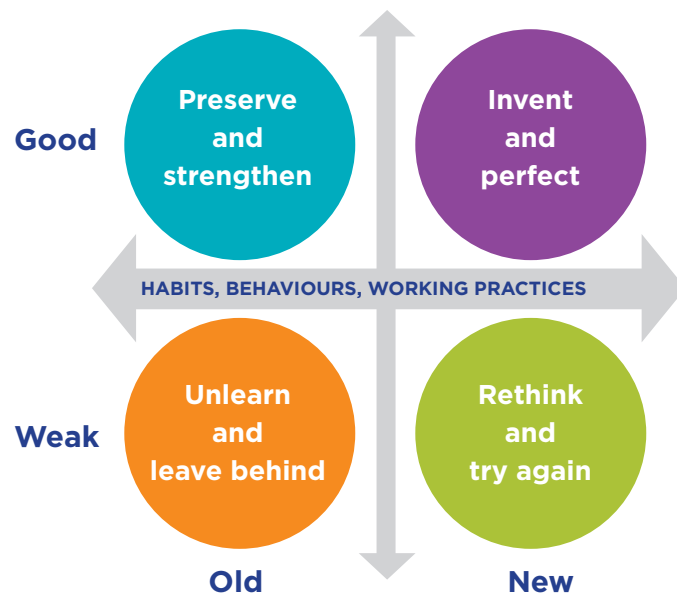 Good
Preserve
and
strengthen
Invent
and
perfect
HABITS, BEHAVIOURS, WORKING PRACTICES
Weak
Unlearn
and
leave behind
Rethink
and
try again
Old
New